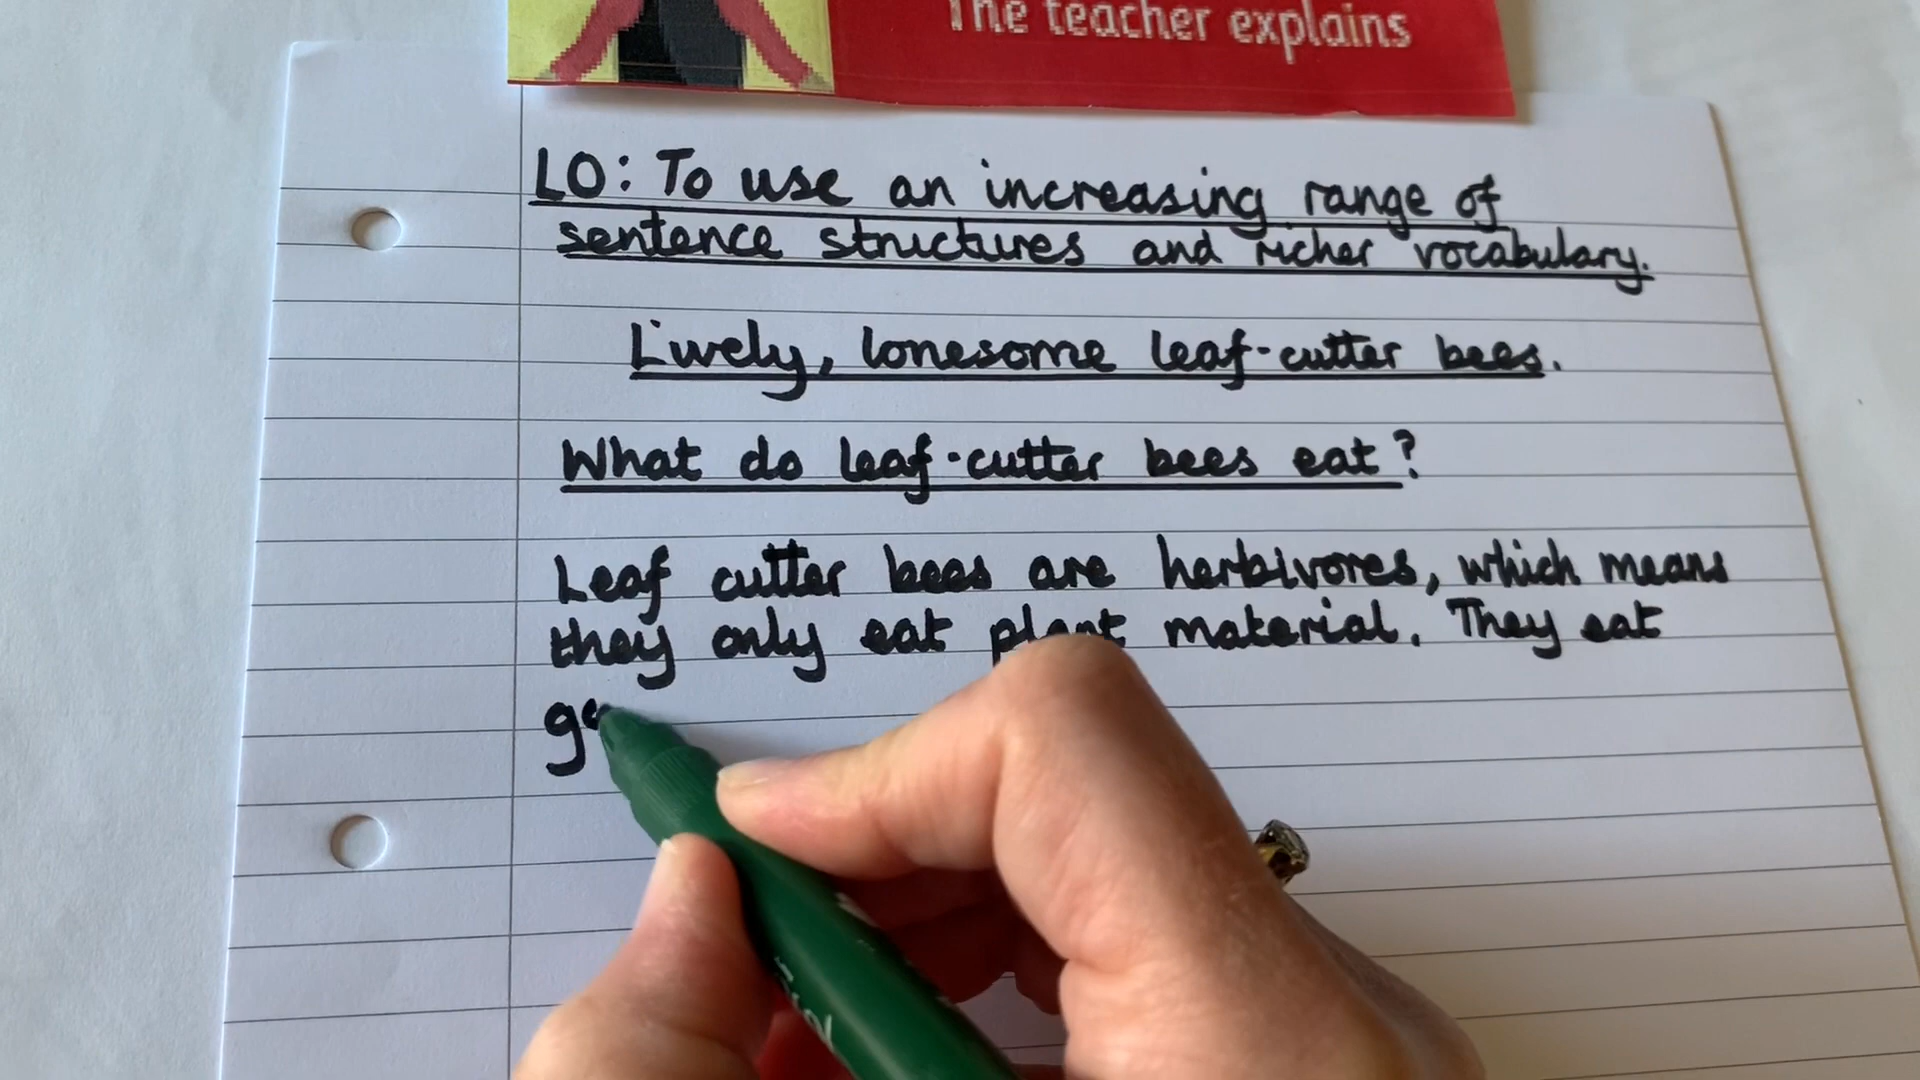 The teacher explains
LO: To use an increasing range of
sentence structures and richer vocabulary.
Lively, lonesome leaf-cutter bees.
What do leaf-cutter bees eat?
Leaf cutter bees are herbivores, which means
they only eat plant material. They eat